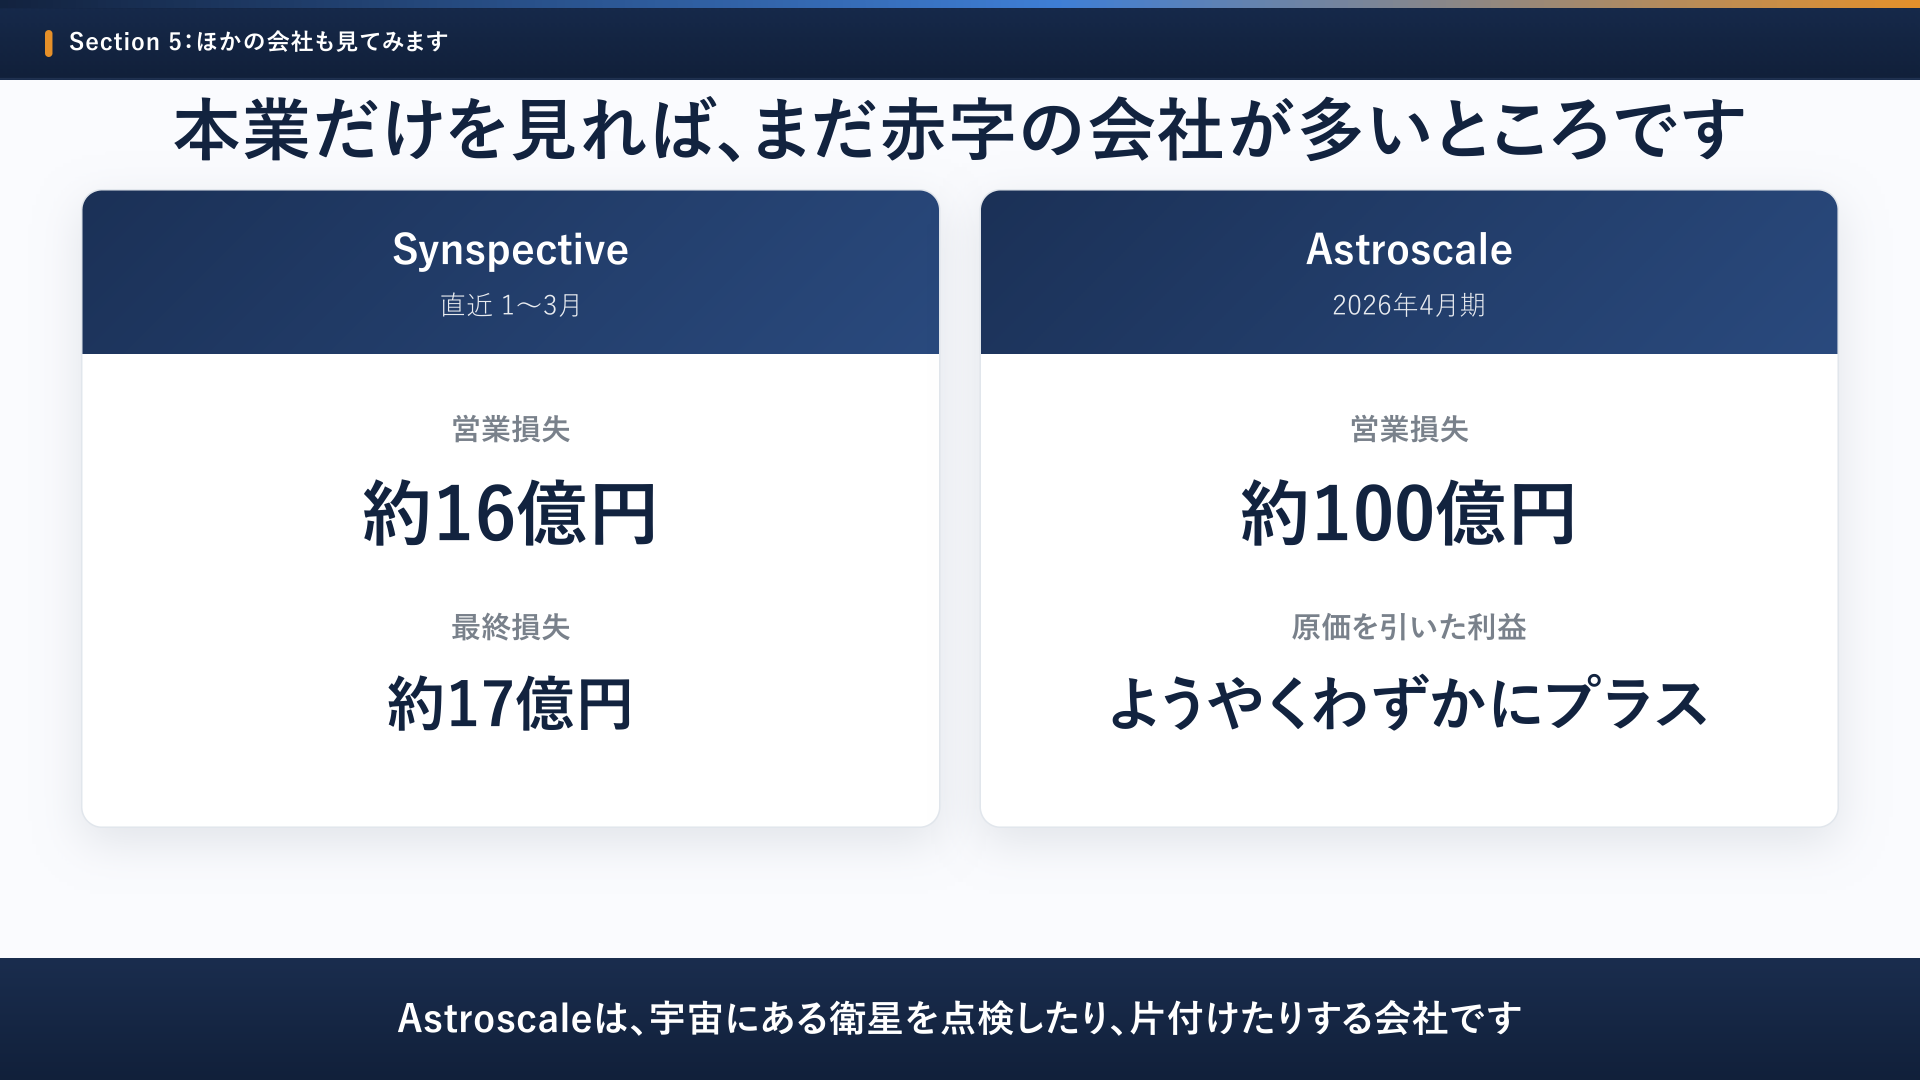 Section 5：ほかの会社も見てみます
本業だけを見れば、まだ赤字の会社が多いところです
Synspective
直近 1〜3月
営業損失
約16億円
最終損失
約17億円
Astroscale
2026年4月期
営業損失
約100億円
原価を引いた利益
ようやくわずかにプラス
Astroscaleは、宇宙にある衛星を点検したり、片付けたりする会社です